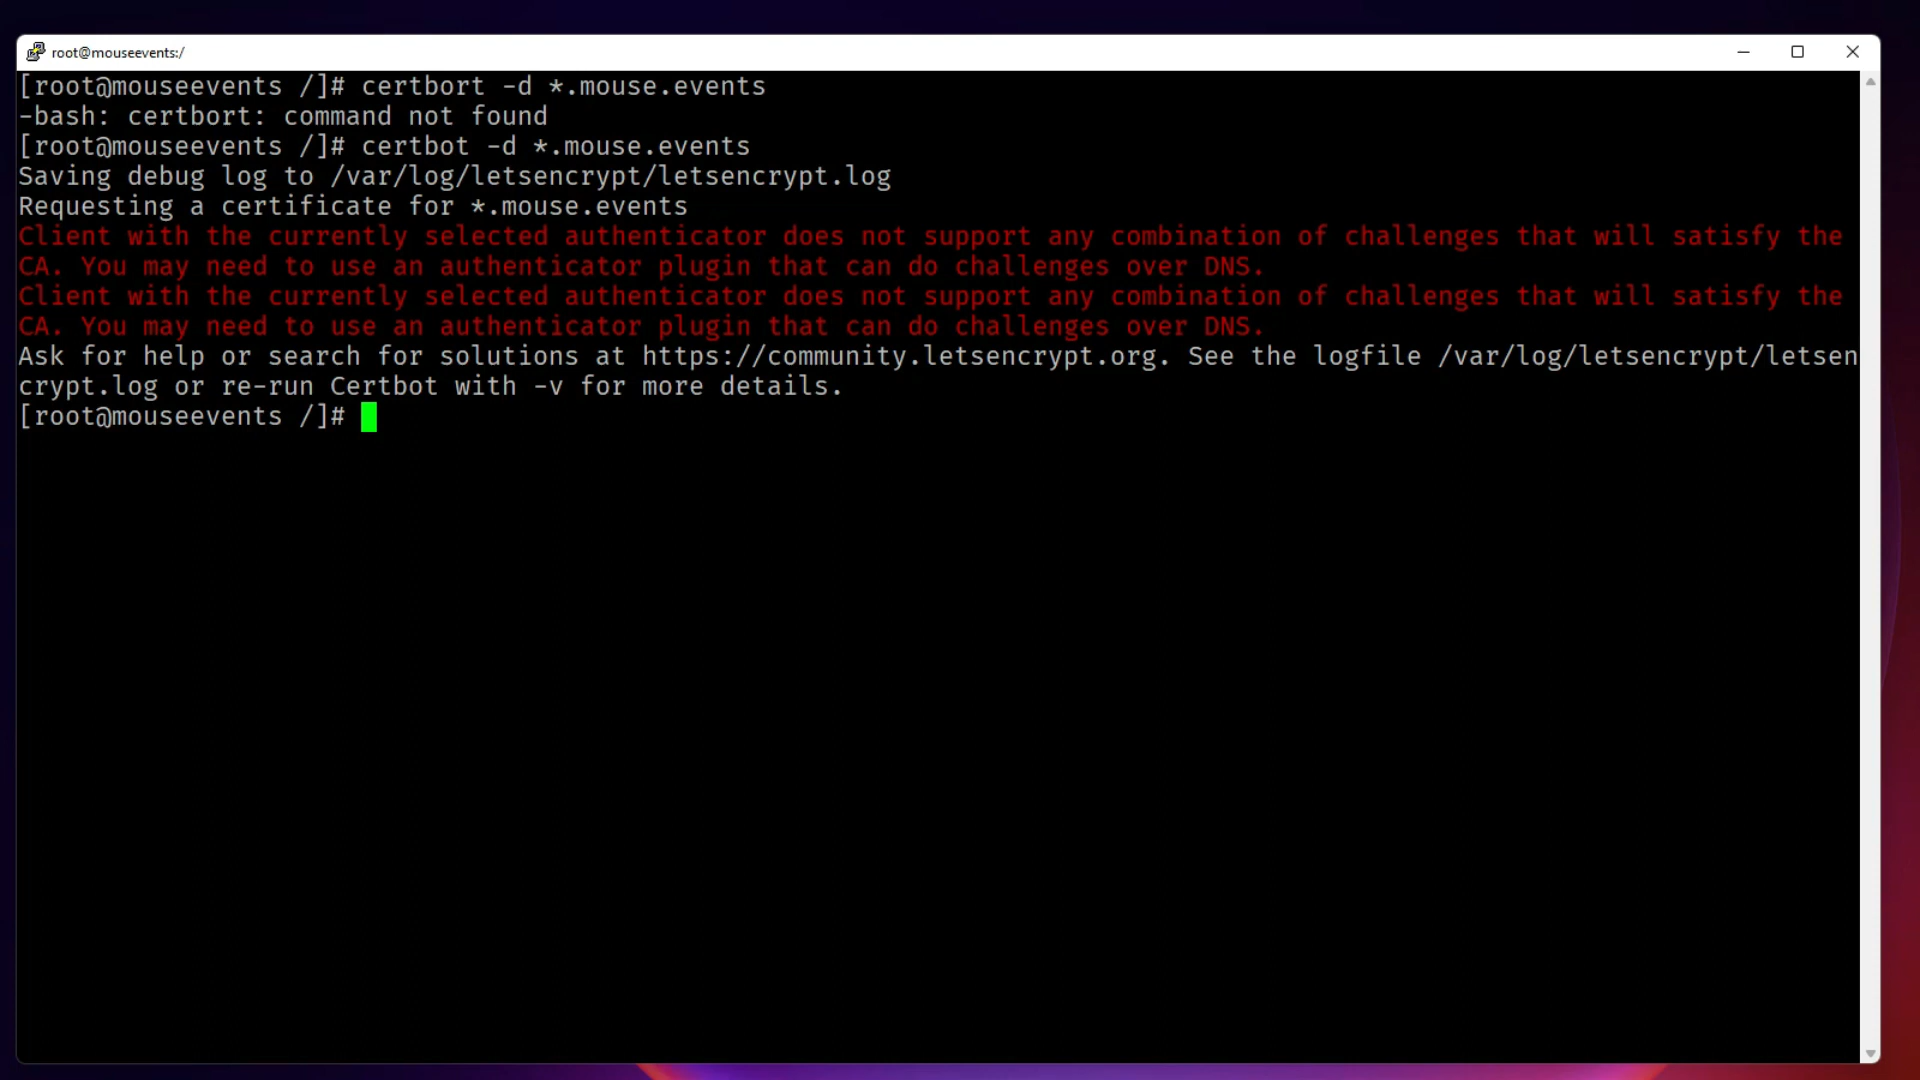 root@mouseevents:/
[root@mouseevents /]# certbort -d *.mouse.events
-bash: certbort: command not found
[root@mouseevents /]# certbot -d *.mouse.events
Saving debug log to /var/log/letsencrypt/letsencrypt.log
Requesting a certificate for *.mouse.events
Client with the currently selected authenticator does not support any combination of challenges that will satisfy the
CA. You may need to use an authenticator plugin that can do challenges over DNS.
Client with the currently selected authenticator does not support any combination of challenges that will satisfy the
CA. You may need to use an authenticator plugin that can do challenges over DNS.
Ask for help or search for solutions at https://community.letsencrypt.org. See the logfile /var/log/letsencrypt/letsen
crypt.log or re-run Certbot with -v for more details.
[root@mouseevents /]#